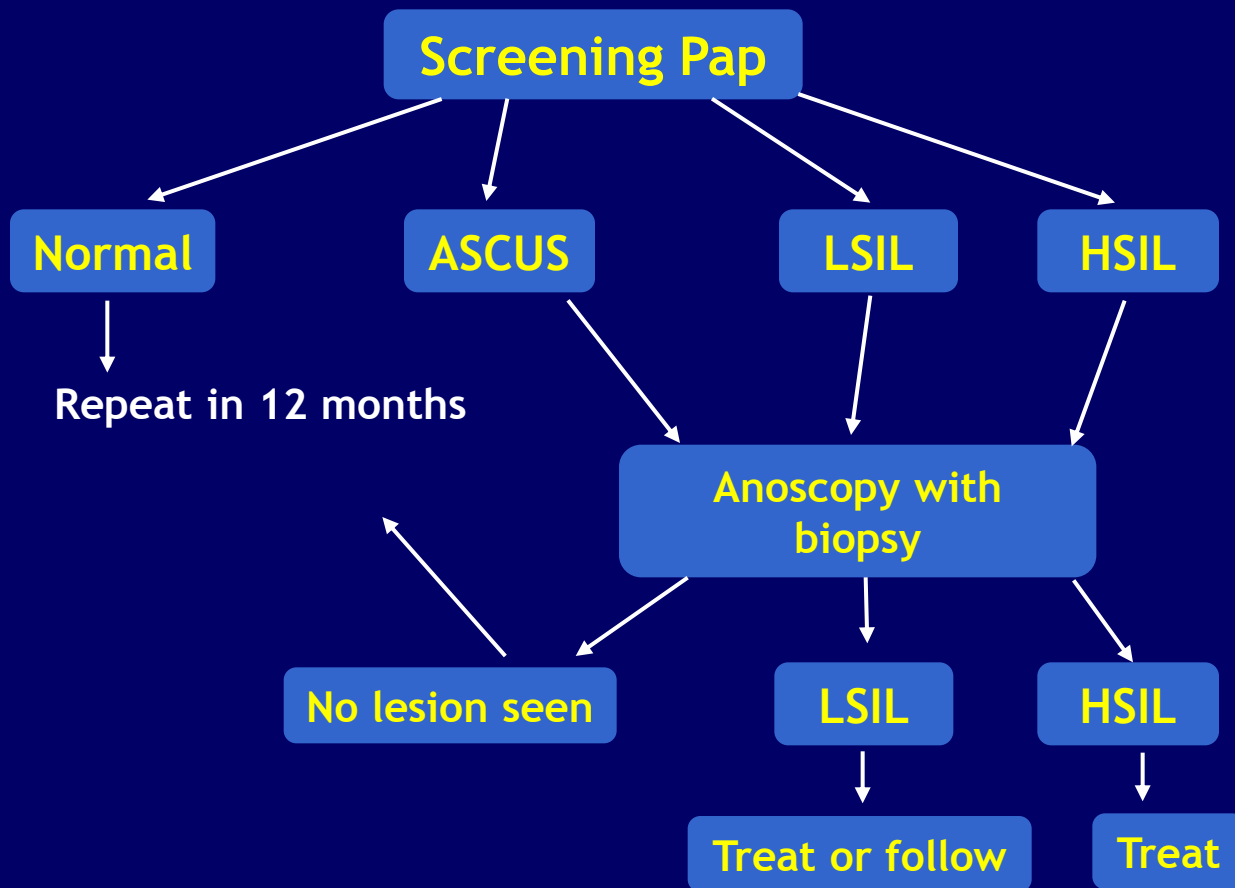 Screening Pap
Normal
ASCUS
LSIL
HSIL
Repeat in 12 months
Anoscopy with
biopsy
No lesion seen
LSIL
HSIL
Treat or follow
Treat